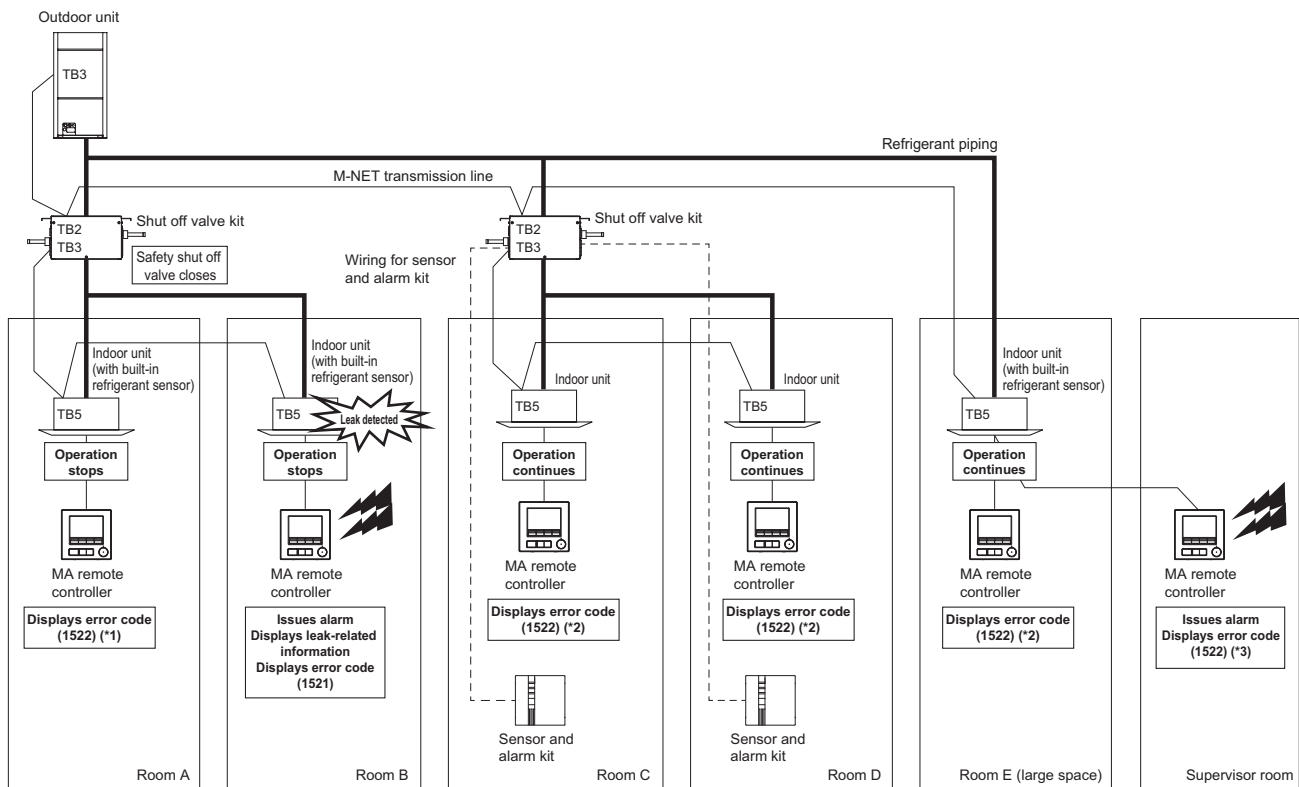 Outdoor unit
TB3
Refrigerant piping
M-NET transmission line
TB2
TB3
Shut off valve kit
Safety shut off
valve closes
TB2
TB3
Shut off valve kit
Wiring for sensor
and alarm kit
Indoor unit
(with built-in
refrigerant sensor)
TB5
Operation
stops
MA remote
controller
Displays error code
(1522) (*1)
Room A
Indoor unit
(with built-in
refrigerant sensor)
TB5
Leak detected
Operation
stops
MA remote
controller
Issues alarm
Displays leak-related
information
Displays error code
(1521)
Room B
Indoor unit
TB5
Operation
continues
MA remote
controller
Displays error code
(1522) (*2)
Sensor and
alarm kit
Room C
Indoor unit
TB5
Operation
continues
MA remote
controller
Displays error code
(1522) (*2)
Sensor and
alarm kit
Room D
Indoor unit
(with built-in
refrigerant sensor)
TB5
Operation
continues
MA remote
controller
Displays error code
(1522) (*2)
Room E (large space)
MA remote
controller
Issues alarm
Displays error code
(1522) (*3)
Supervisor room